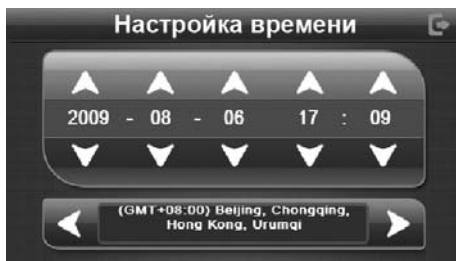 Настройка времени
2009 - 08 - 06 17 : 09
(GMT+08:00) Beijing, Chongqing,
Hong Kong, Urumqi